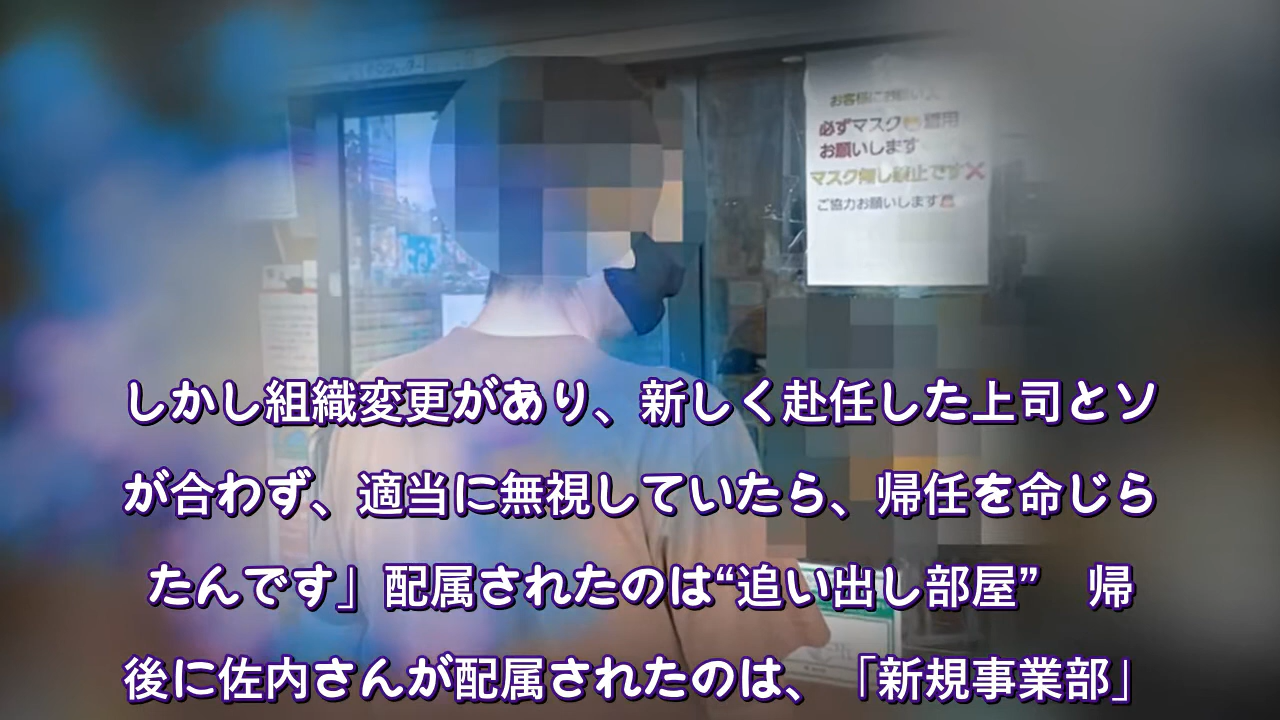 お客様にお願い
必ずマスク😷着用
お願いします
マスク無し禁止です❌
ご協力お願いします
しかし組織変更があり、新しく赴任した上司とソ
が合わず、適当に無視していたら、帰任を命じら
たんです」配属されたのは“追い出し部屋”　帰
後に佐内さんが配属されたのは、「新規事業部」